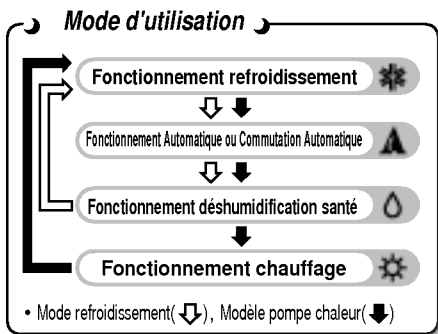 Mode d'utilisation
Fonctionnement refroidissement
Fonctionnement Automatique ou Commutation Automatique
Fonctionnement déshumidification santé
Fonctionnement chauffage
• Mode refroidissement( ), Modèle pompe chaleur( )